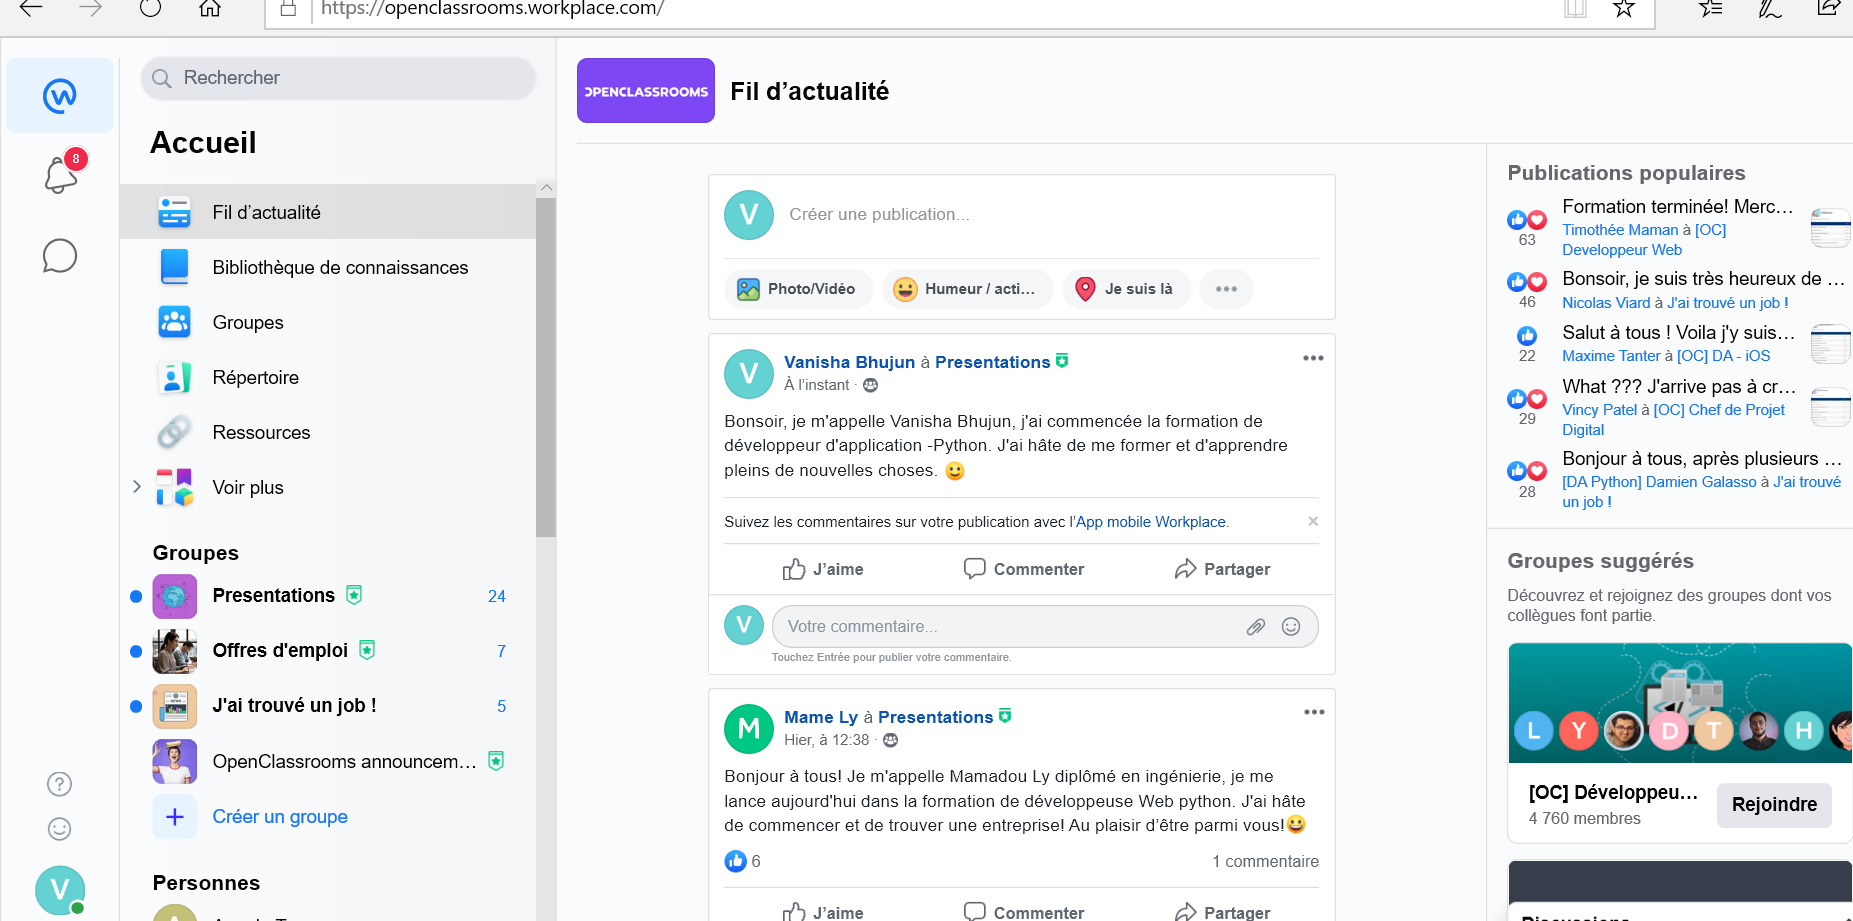 https://openclassrooms.workplace.com/
Rechercher
Accueil
8
Fil d’actualité
Bibliothèque de connaissances
Groupes
Répertoire
Ressources
Voir plus
Groupes
Presentations 24
Offres d'emploi 7
J'ai trouvé un job ! 5
OpenClassrooms announcem...
Créer un groupe
Personnes
V
OPENCLASSROOMS
Fil d’actualité
V Créer une publication...
Photo/Vidéo Humeur / acti... Je suis là
V Vanisha Bhujun à Presentations
À l’instant ·
Bonsoir, je m'appelle Vanisha Bhujun, j'ai commencée la formation de
développeur d'application -Python. J'ai hâte de me former et d'apprendre
pleins de nouvelles choses.
Suivez les commentaires sur votre publication avec l’App mobile Workplace.
J’aime Commenter Partager
V Votre commentaire...
Touchez Entrée pour publier votre commentaire.
M Mame Ly à Presentations
Hier, à 12:38 ·
Bonjour à tous! Je m'appelle Mamadou Ly diplômé en ingénierie, je me
lance aujourd'hui dans la formation de développeuse Web python. J'ai hâte
de commencer et de trouver une entreprise! Au plaisir d’être parmi vous!
6 1 commentaire
J’aime Commenter Partager
Publications populaires
Formation terminée! Merc...
63 Timothée Maman à [OC]
Developpeur Web
Bonsoir, je suis très heureux de ...
46 Nicolas Viard à J'ai trouvé un job !
Salut à tous ! Voila j'y suis...
22 Maxime Tanter à [OC] DA - iOS
What ??? J'arrive pas à cr...
29 Vincy Patel à [OC] Chef de Projet
Digital
Bonjour à tous, après plusieurs ...
28 [DA Python] Damien Galasso à J'ai trouvé
un job !
Groupes suggérés
Découvrez et rejoignez des groupes dont vos
collègues font partie.
L Y D T H
[OC] Développeu... Rejoindre
4 760 membres